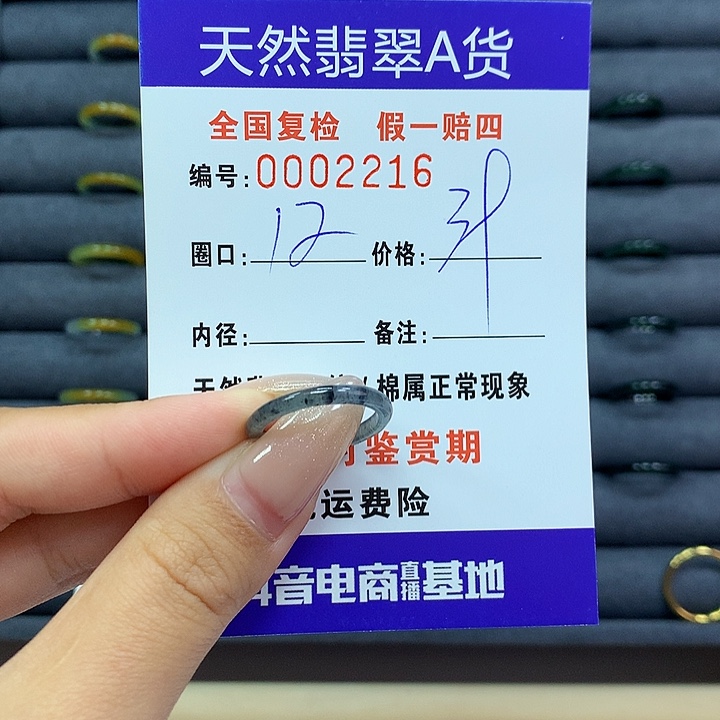 天然翡翠A货
全国复检 假一赔四
编号:0002216
圈口: 12 价格: 39
内径: 备注:
天然 棉属正常现象
鉴赏期
运费险
音电商直播基地